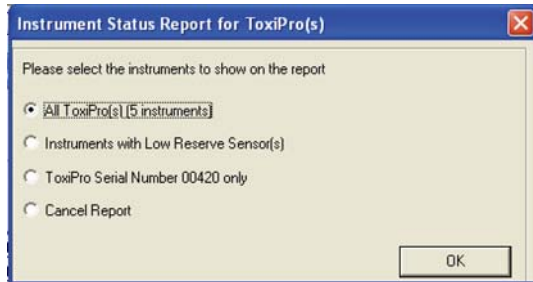 Instrument Status Report for ToxiPro(s)
Please select the instruments to show on the report
All ToxiPro(s) (5 instruments)
Instruments with Low Reserve Sensor(s)
ToxiPro Serial Number 00420 only
Cancel Report
OK